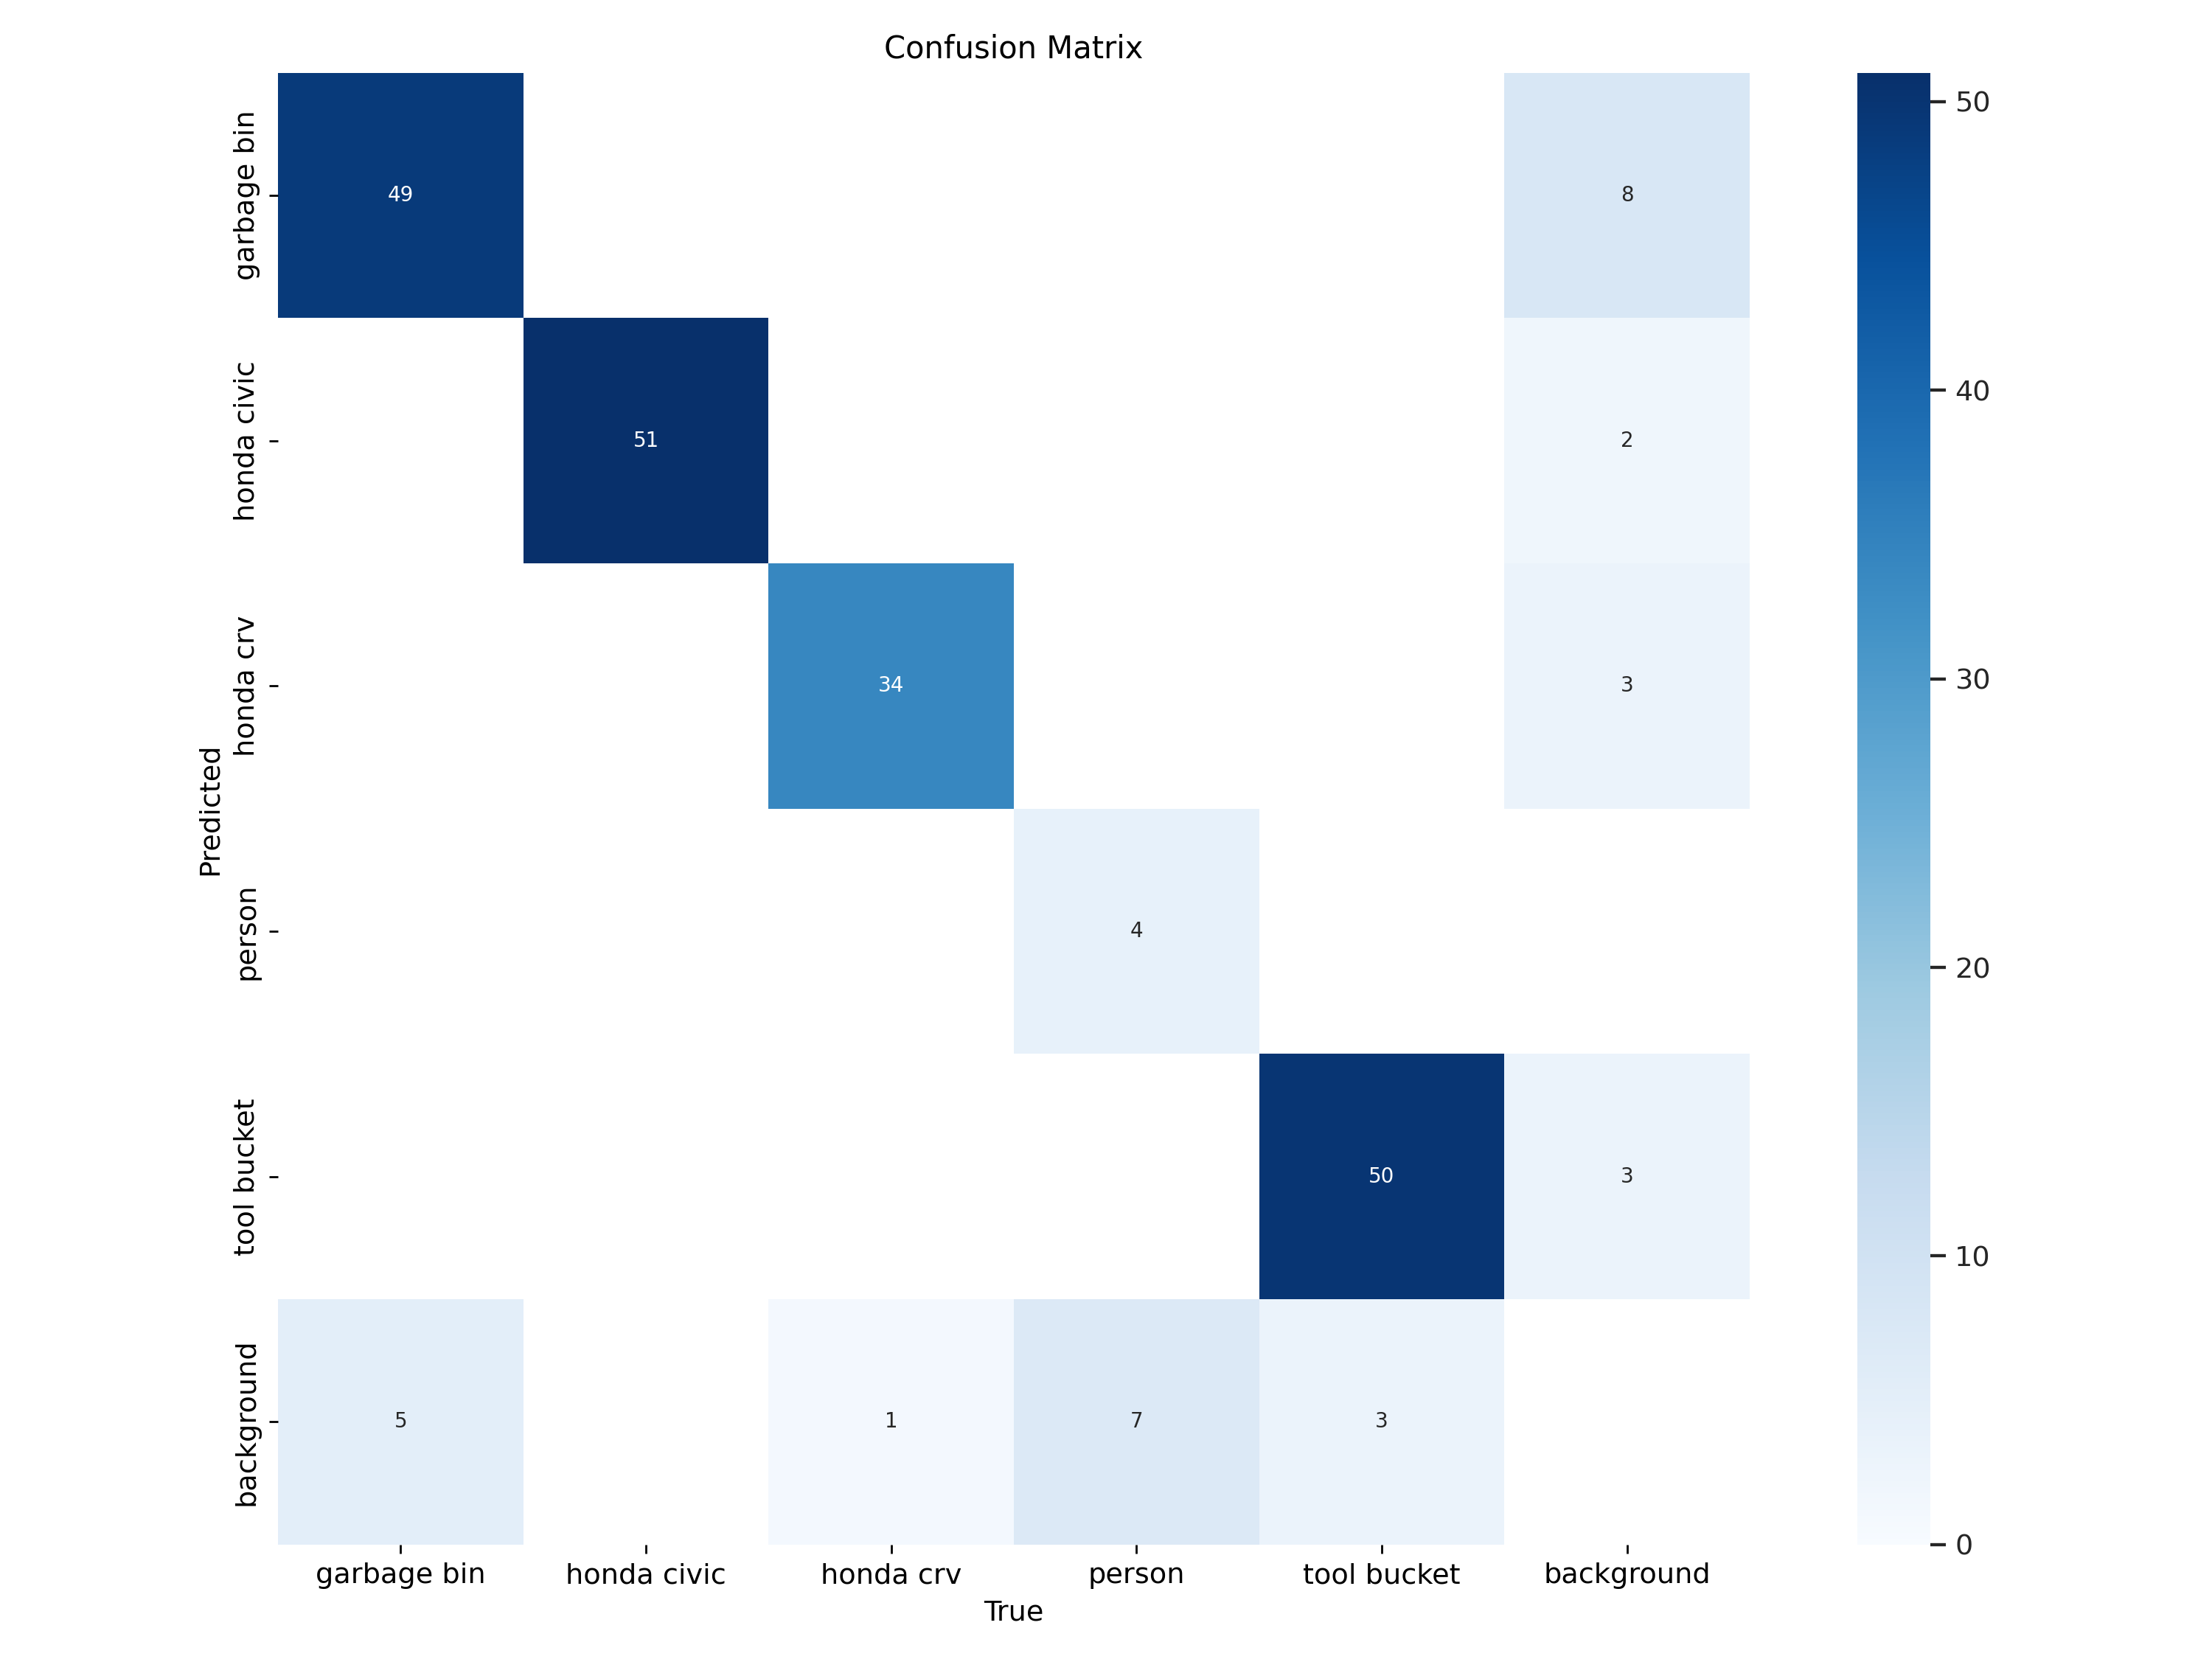 Confusion Matrix
Predicted
garbage bin
49
8
honda civic
51
2
honda crv
34
3
person
4
tool bucket
50
3
background
5
1
7
3
garbage bin honda civic honda crv person tool bucket background
True
50
40
30
20
10
0